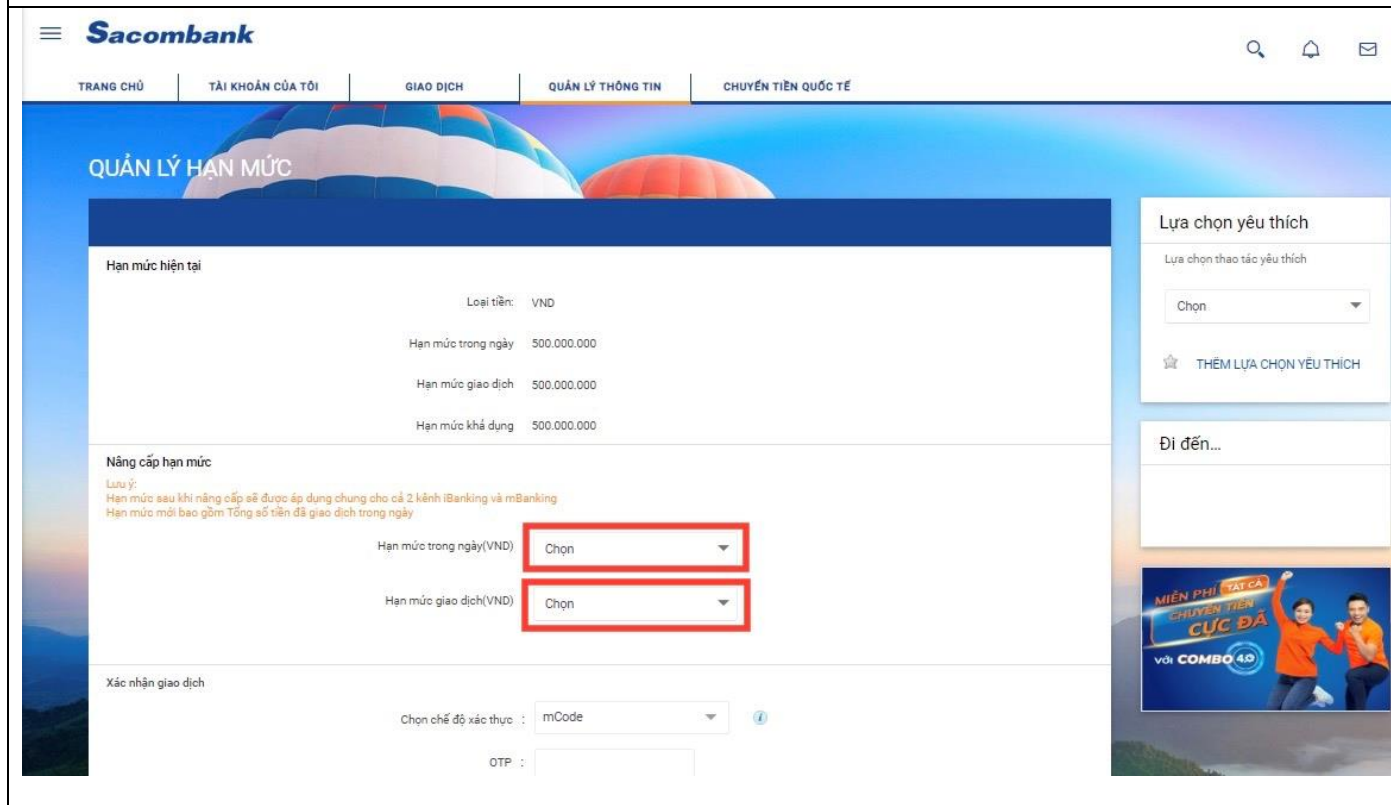 Sacombank
TRANG CHỦ
TÀI KHOẢN CỦA TÔI
GIAO DỊCH
QUẢN LÝ THÔNG TIN
CHUYỂN TIỀN QUỐC TẾ
QUẢN LÝ HẠN MỨC
Hạn mức hiện tại
Loại tiền: VND
Hạn mức trong ngày 500.000.000
Hạn mức giao dịch 500.000.000
Hạn mức khả dụng 500.000.000
Nâng cấp hạn mức
Lưu ý:
Hạn mức sau khi nâng cấp sẽ được áp dụng chung cho cả 2 kênh iBanking và mBanking
Hạn mức mới bao gồm Tổng số tiền đã giao dịch trong ngày
Hạn mức trong ngày(VND) Chọn
Hạn mức giao dịch(VND) Chọn
Xác nhận giao dịch
Chọn chế độ xác thực : mCode
OTP :
Lựa chọn yêu thích
Lựa chọn thao tác yêu thích
Chọn
THÊM LỰA CHỌN YÊU THÍCH
Đi đến...
MIỄN PHÍ TẤT CẢ
CHUYỂN TIỀN
CỰC ĐÃ
với COMBO 4.0